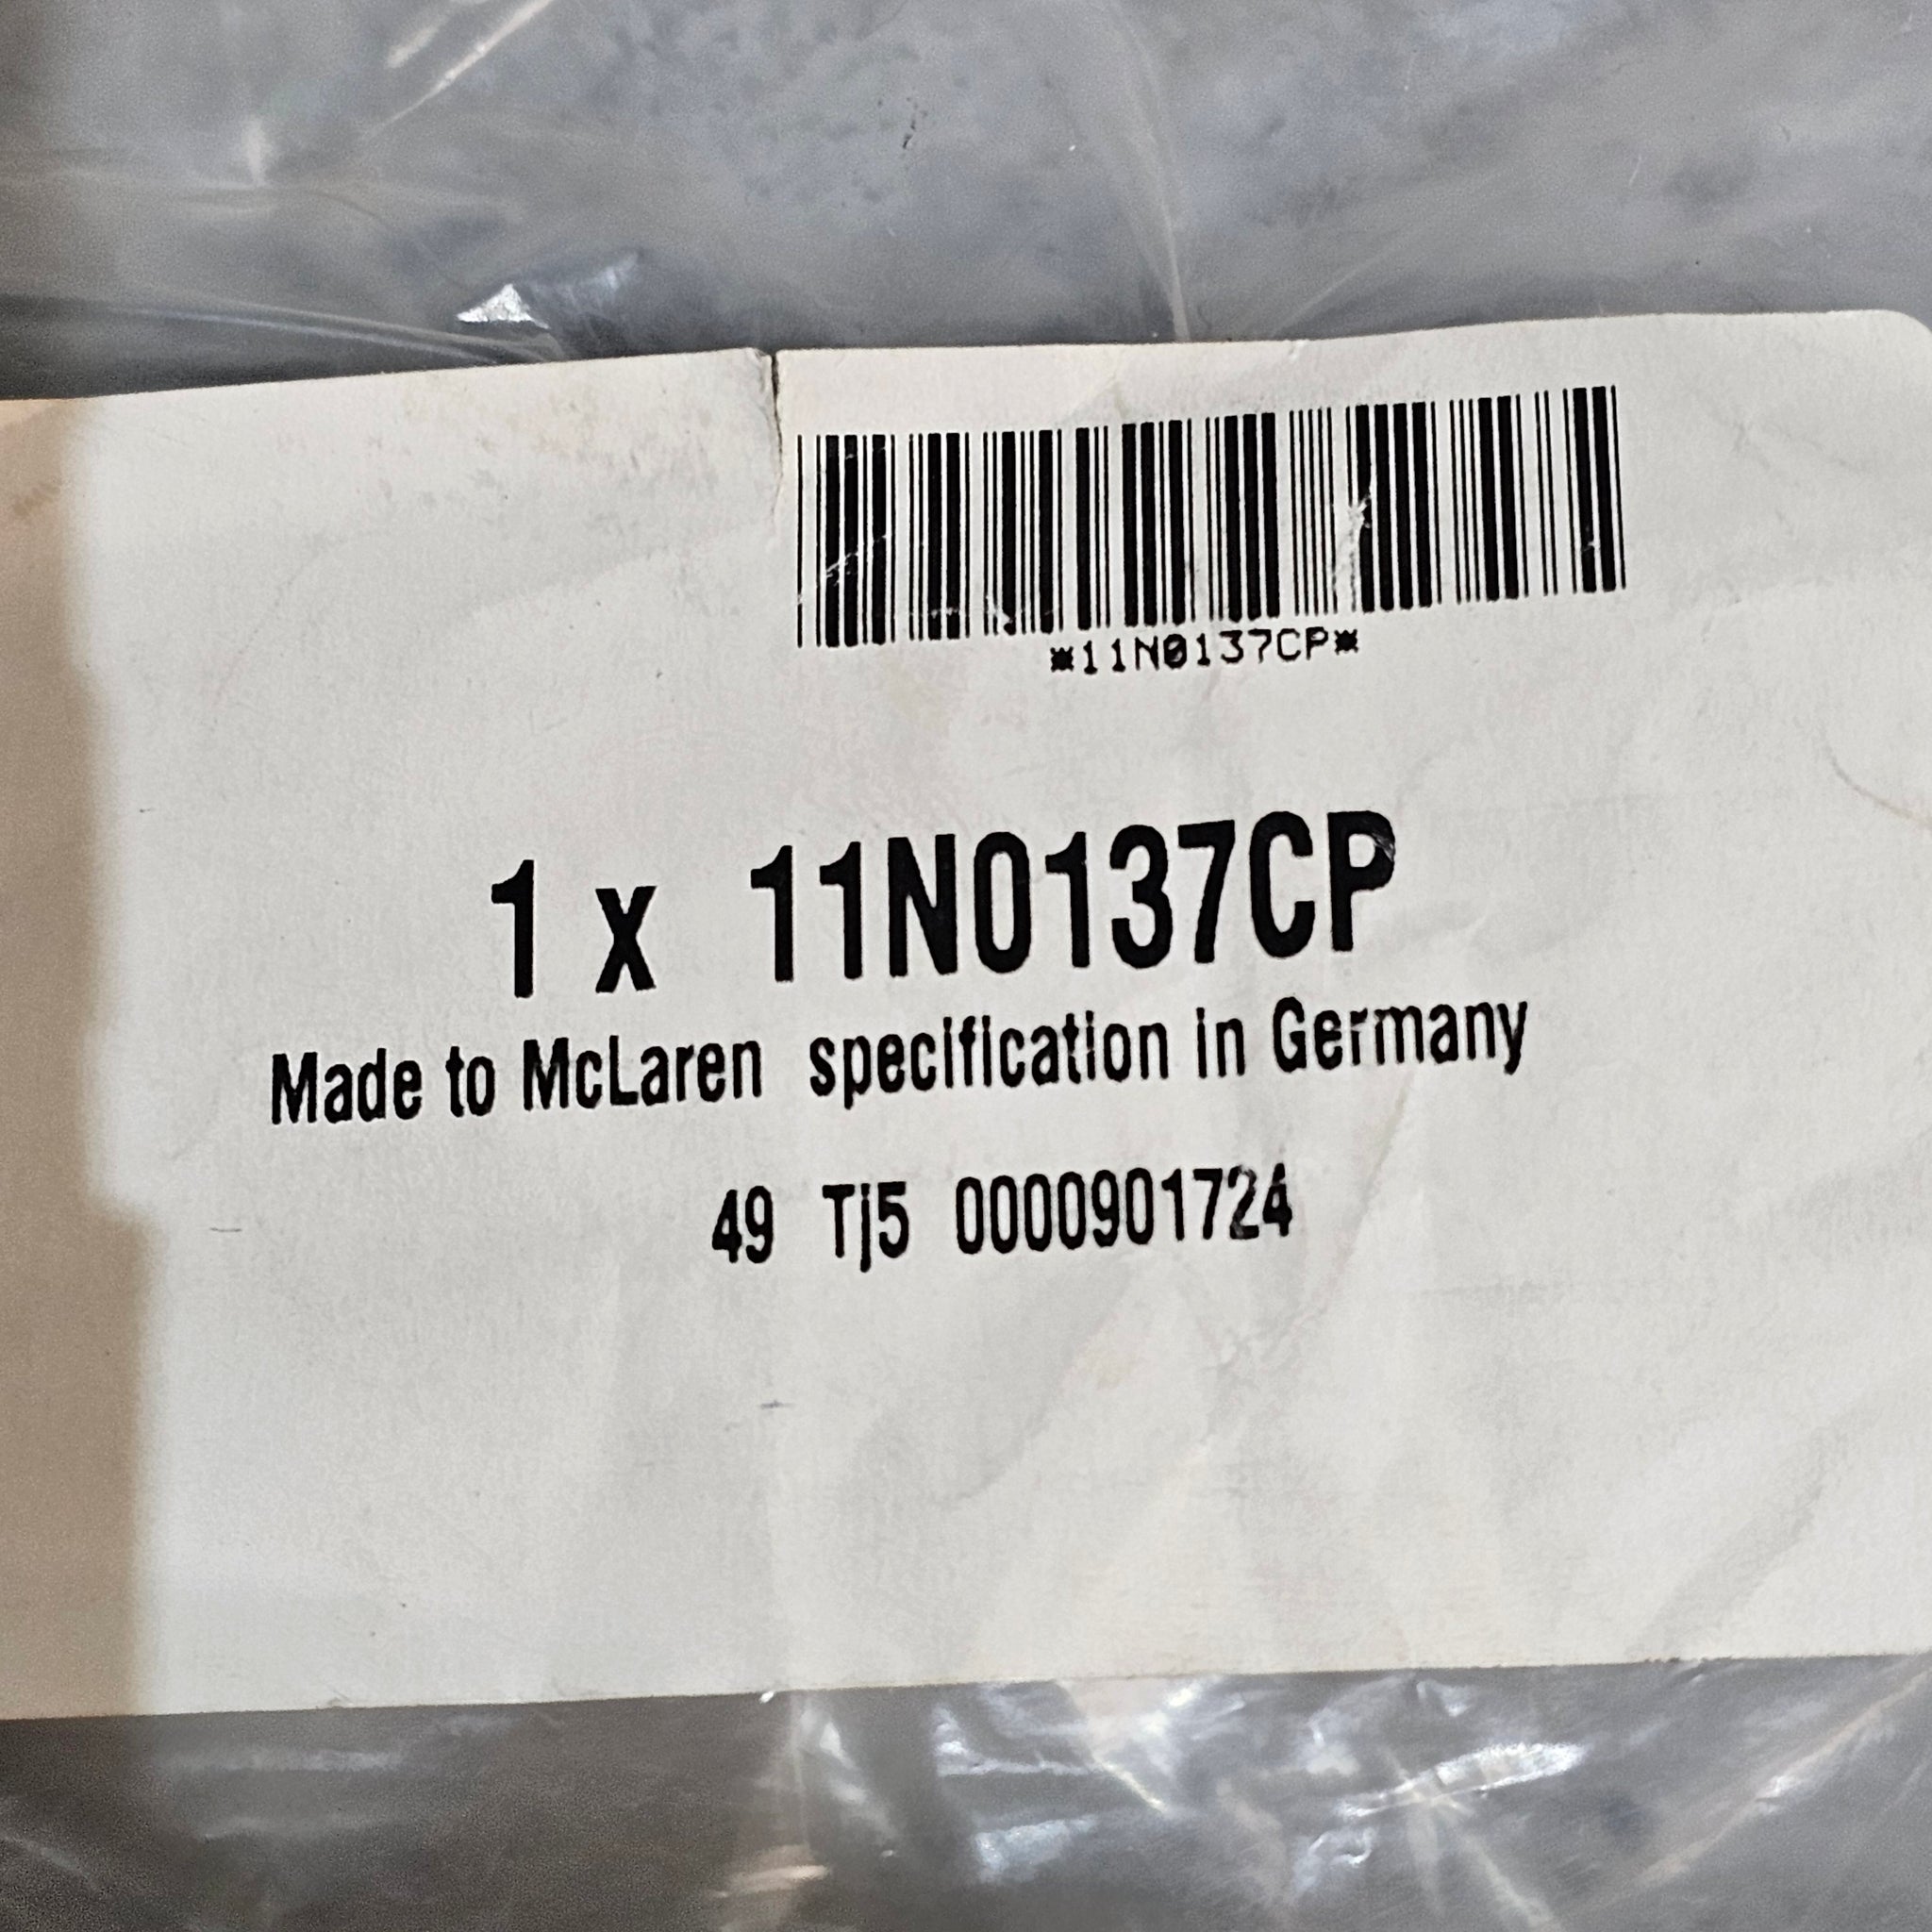 *11N0137CP*
1 x 11N0137CP
Made to McLaren specification in Germany
49 Tj5 0000901724